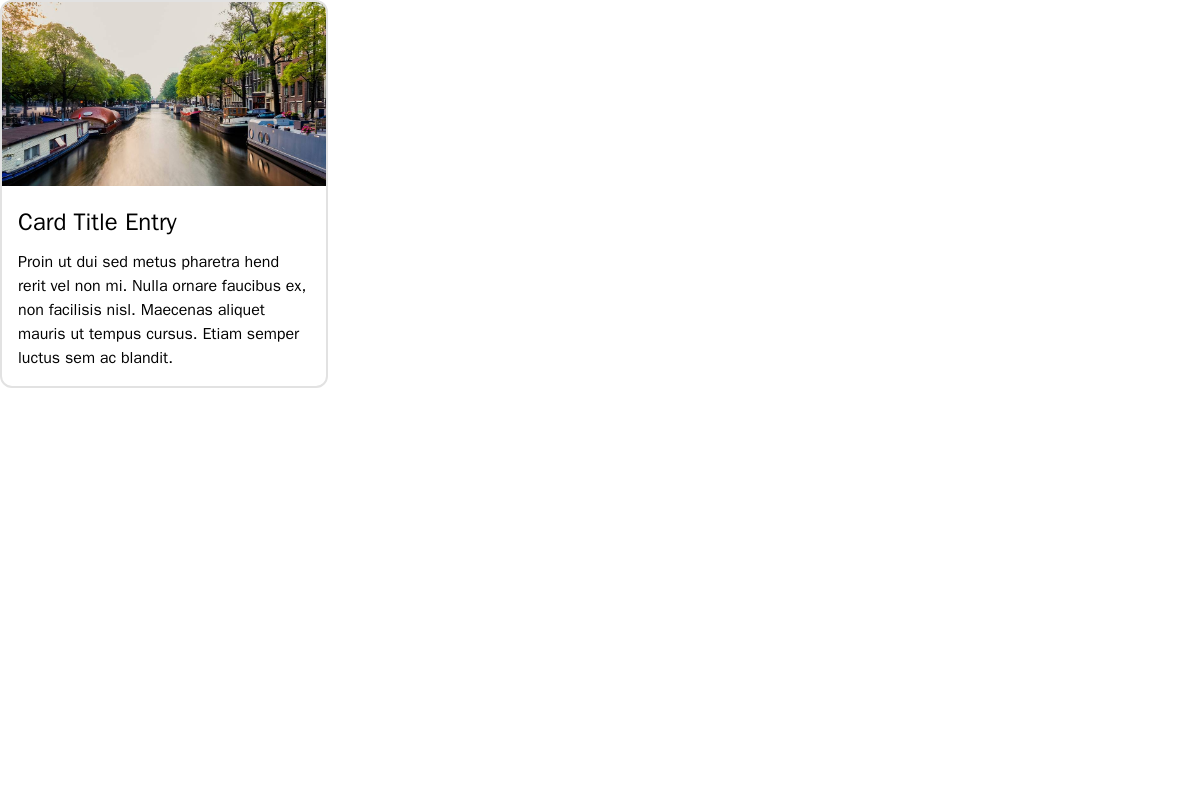 Card Title Entry
Proin ut dui sed metus pharetra hend
rerit vel non mi. Nulla ornare faucibus ex,
non facilisis nisl. Maecenas aliquet
mauris ut tempus cursus. Etiam semper
luctus sem ac blandit.